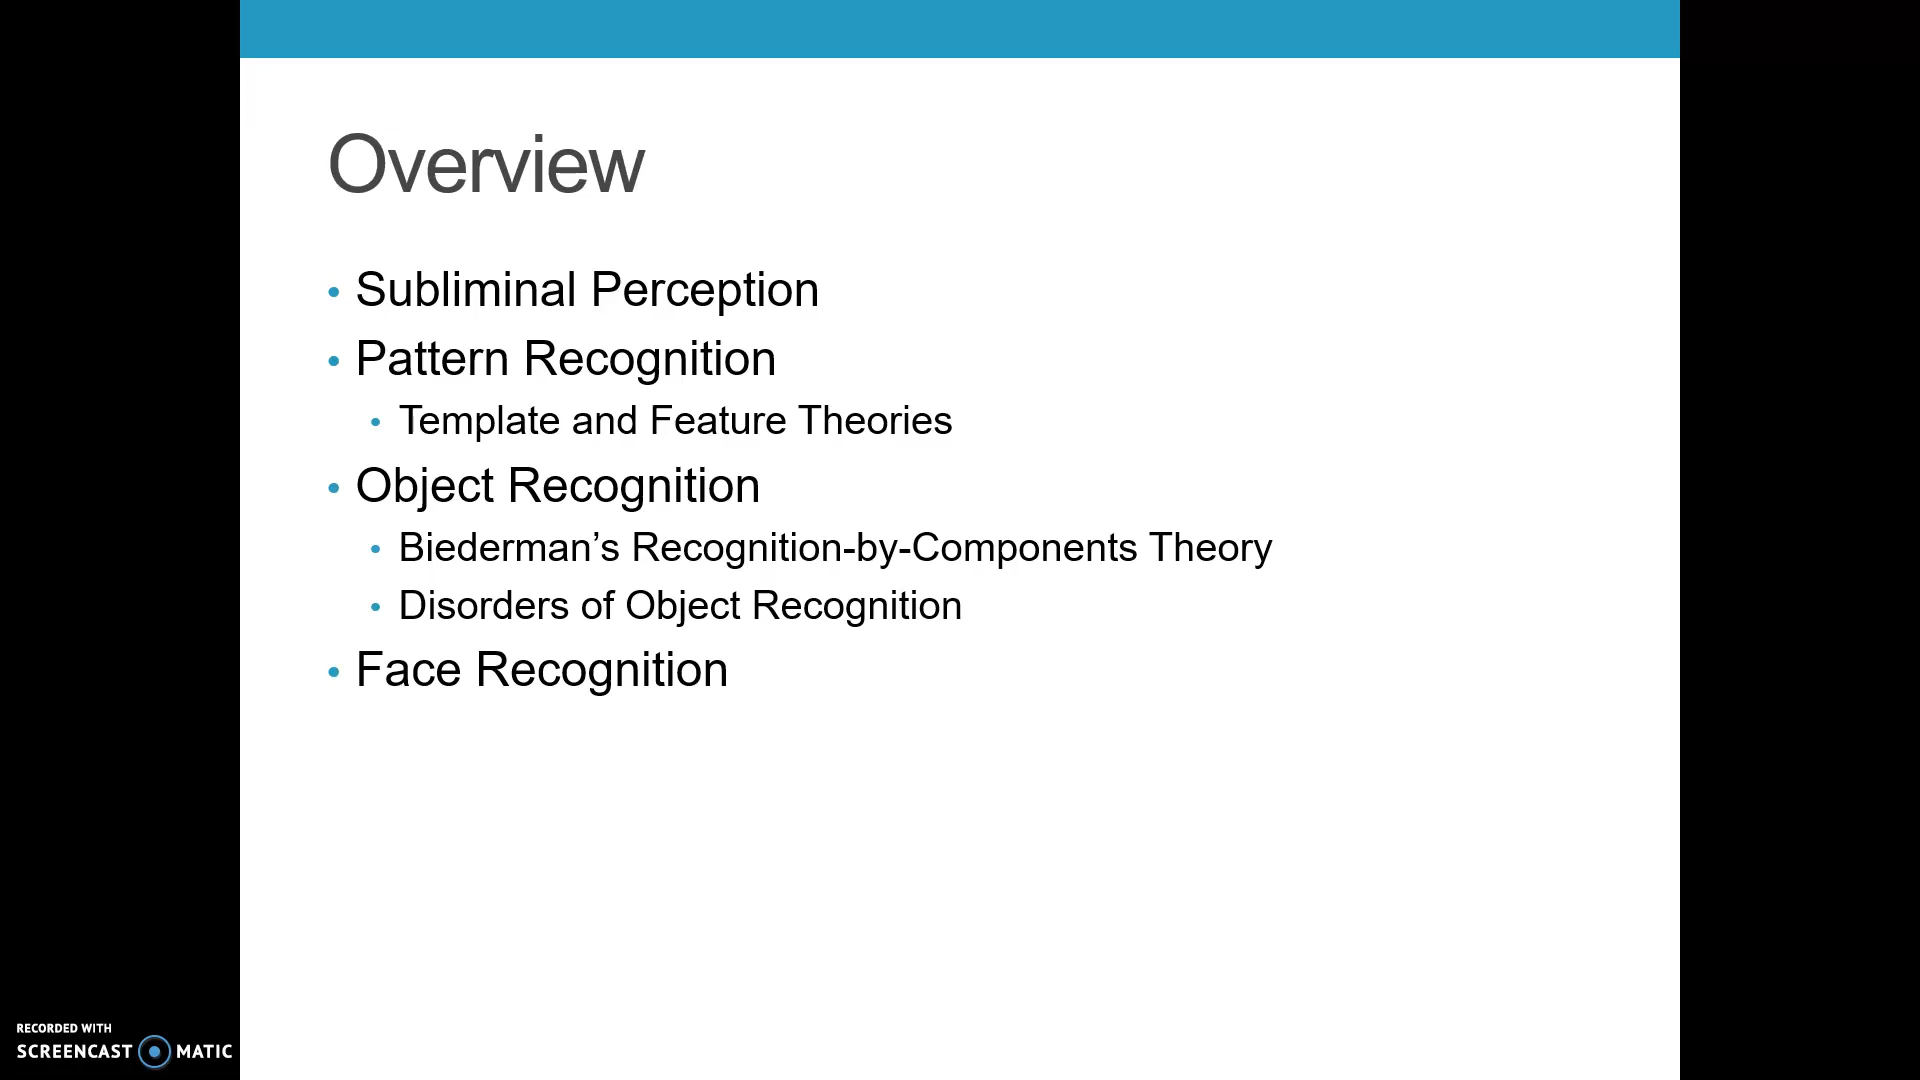 Overview
• Subliminal Perception
• Pattern Recognition
• Template and Feature Theories
• Object Recognition
• Biederman’s Recognition-by-Components Theory
• Disorders of Object Recognition
• Face Recognition
RECORDED WITH
SCREENCAST MATIC